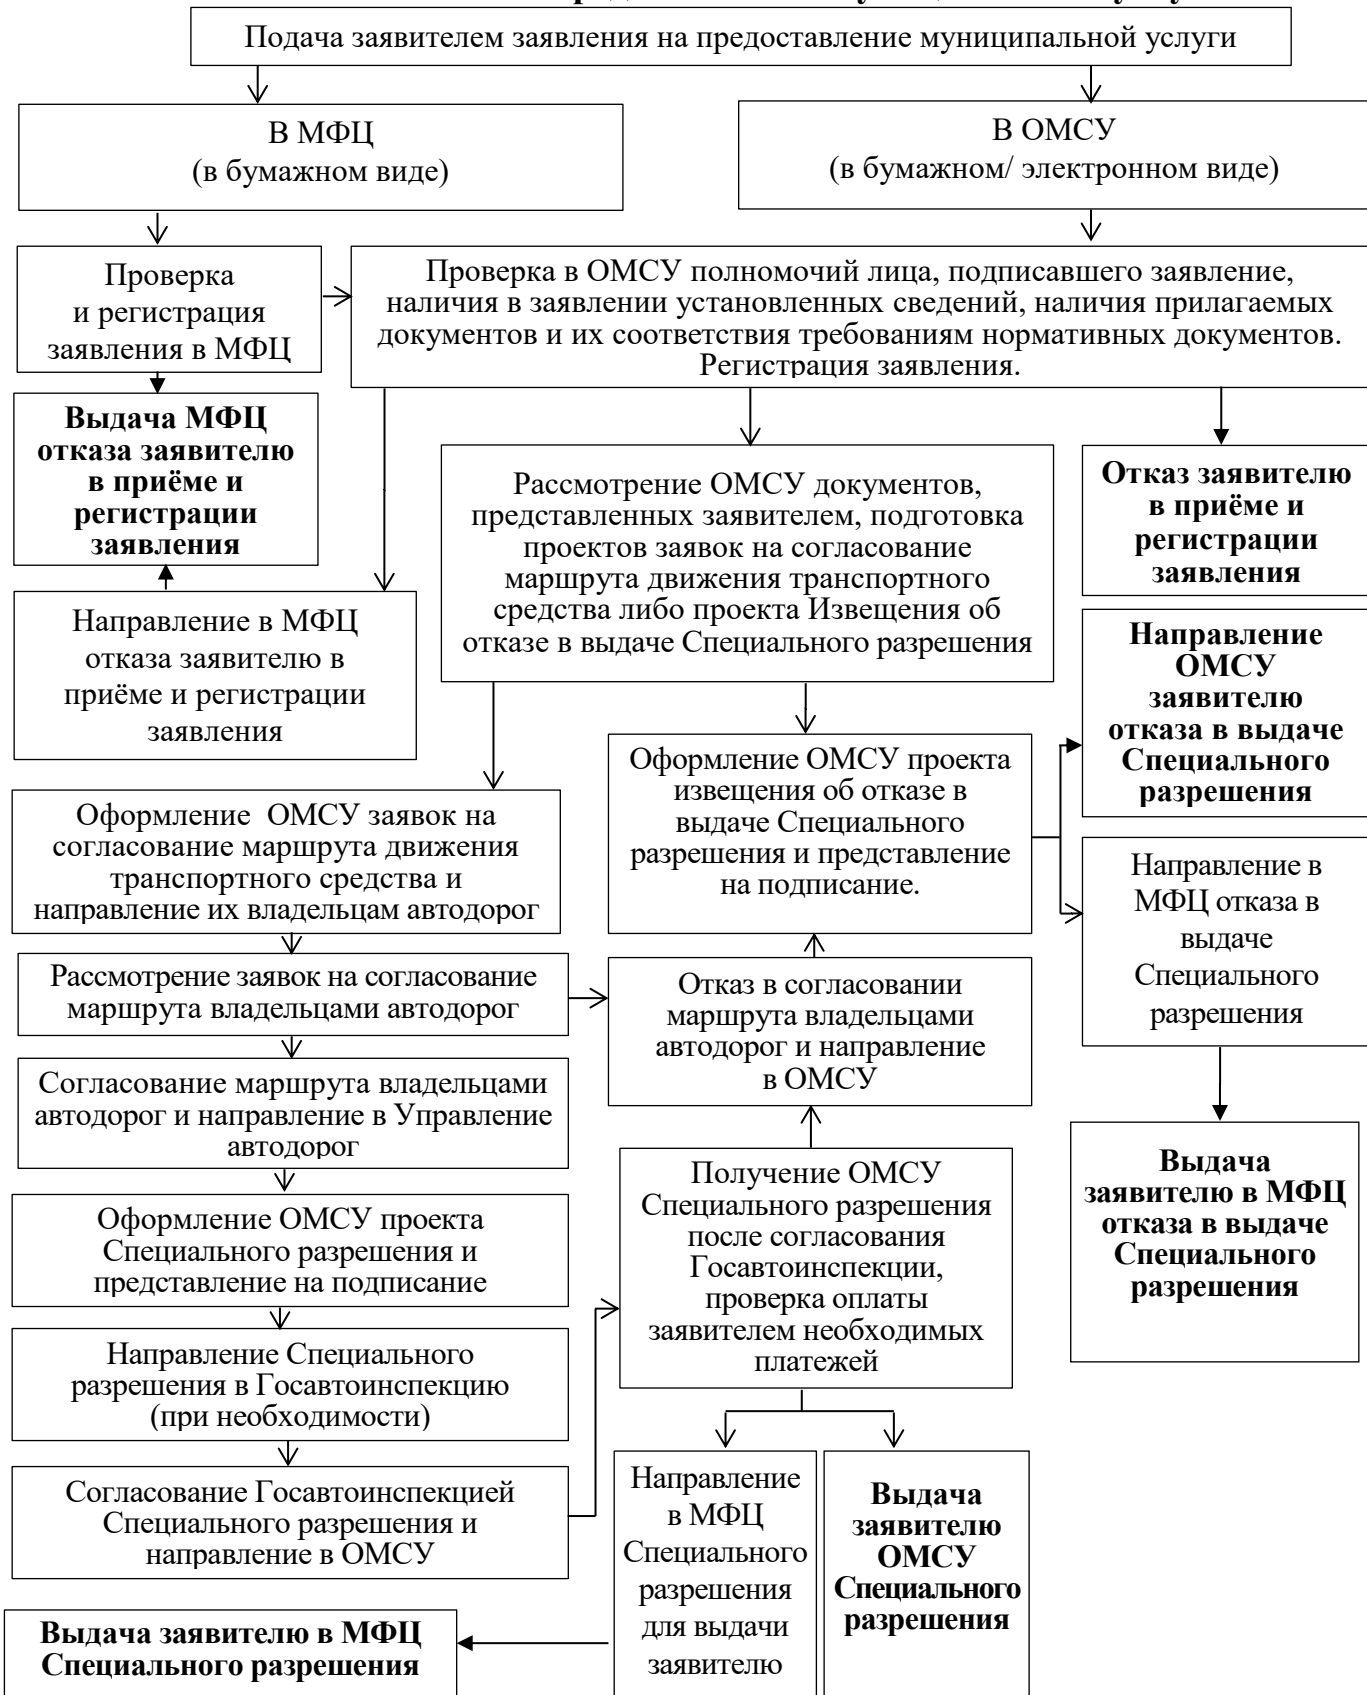 Подача заявителем заявления на предоставление муниципальной услуги
В МФЦ
(в бумажном виде)
В ОМСУ
(в бумажном/ электронном виде)
Проверка
и регистрация
заявления в МФЦ
Проверка в ОМСУ полномочий лица, подписавшего заявление,
наличия в заявлении установленных сведений, наличия прилагаемых
документов и их соответствия требованиям нормативных документов.
Регистрация заявления.
Выдача МФЦ
отказа заявителю
в приёме и
регистрации
заявления
Рассмотрение ОМСУ документов,
представленных заявителем, подготовка
проектов заявок на согласование
маршрута движения транспортного
средства либо проекта Извещения об
отказе в выдаче Специального разрешения
Отказ заявителю
в приёме и
регистрации
заявления
Направление в МФЦ
отказа заявителю в
приёме и регистрации
заявления
Направление
ОМСУ
заявителю
отказа в выдаче
Специального
разрешения
Оформление ОМСУ проекта
извещения об отказе в
выдаче Специального
разрешения и представление
на подписание.
Оформление  ОМСУ заявок на
согласование маршрута движения
транспортного средства и
направление их владельцам автодорог
Направление в
МФЦ отказа в
выдаче
Специального
разрешения
Рассмотрение заявок на согласование
маршрута владельцами автодорог
Отказ в согласовании
маршрута владельцами
автодорог и направление
в ОМСУ
Согласование маршрута владельцами
автодорог и направление в Управление
автодорог
Выдача
заявителю в МФЦ
отказа в выдаче
Специального
разрешения
Получение ОМСУ
Специального разрешения
после согласования
Госавтоинспекции,
проверка оплаты
заявителем необходимых
платежей
Оформление ОМСУ проекта
Специального разрешения и
представление на подписание
Направление Специального
разрешения в Госавтоинспекцию
(при необходимости)
Согласование Госавтоинспекцией
Специального разрешения и
направление в ОМСУ
Направление
в МФЦ
Специального
разрешения
для выдачи
заявителю
Выдача
заявителю
ОМСУ
Специального
разрешения
Выдача заявителю в МФЦ
Специального разрешения